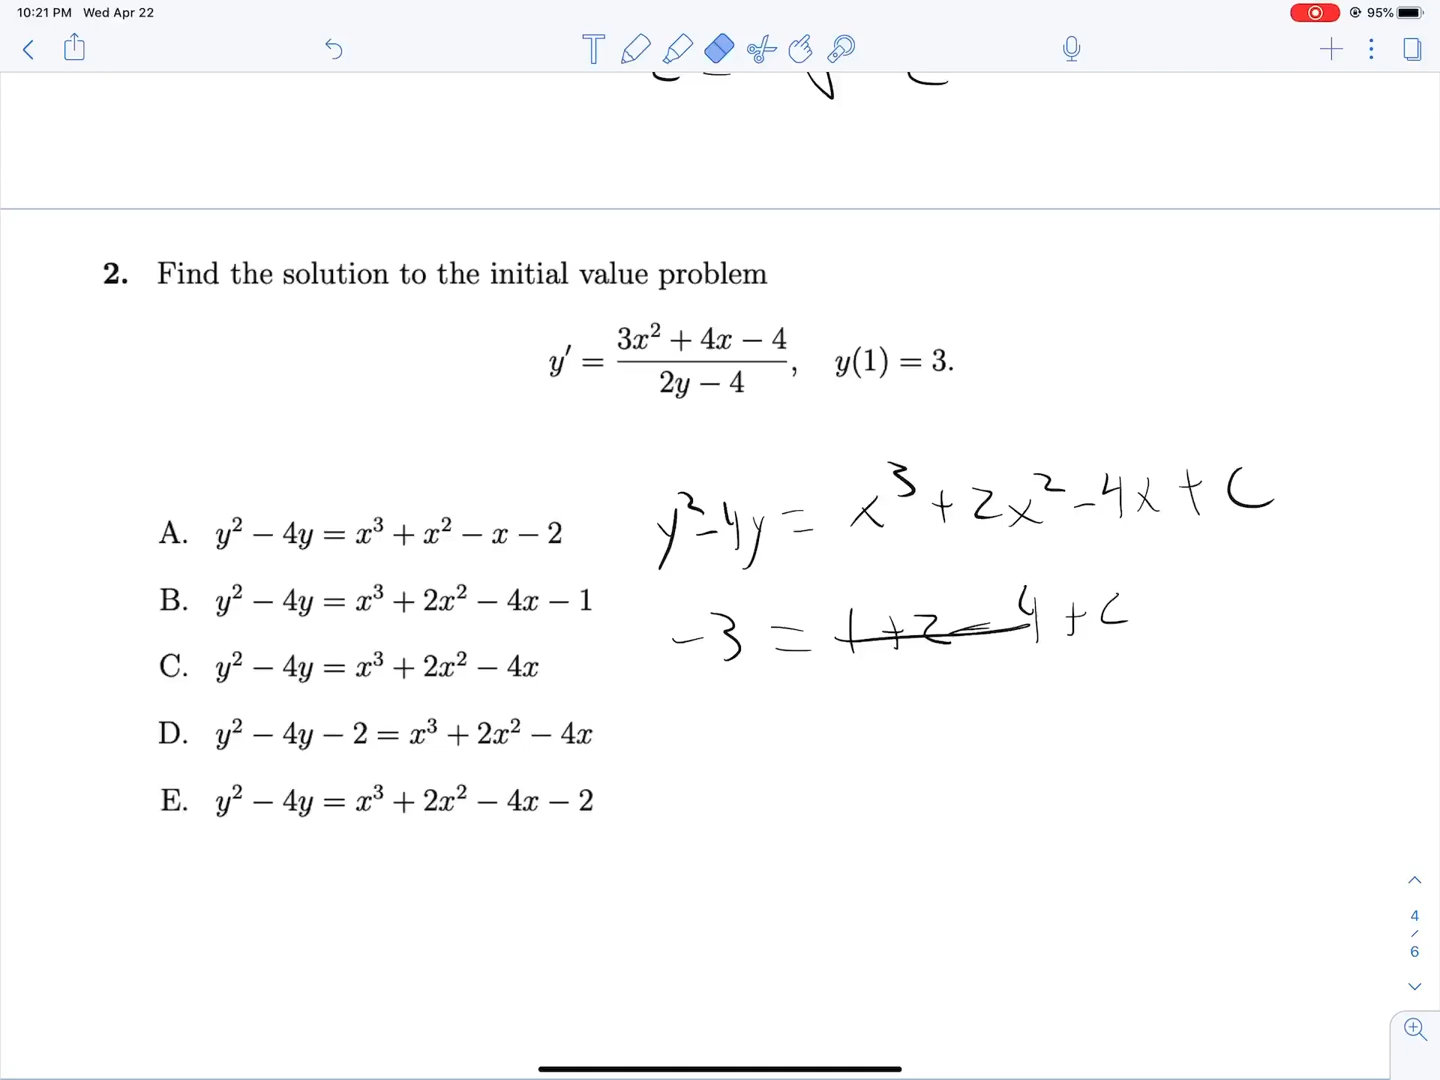 10:21 PM Wed Apr 22
95%
T
2. Find the solution to the initial value problem
y′ = (3x² + 4x − 4)/(2y − 4), y(1) = 3.
y² − 4y = x³ + 2x² − 4x + C
A. y² − 4y = x³ + x² − x − 2
B. y² − 4y = x³ + 2x² − 4x − 1
−3 = 1 + 2 − 4 + C
C. y² − 4y = x³ + 2x² − 4x
D. y² − 4y − 2 = x³ + 2x² − 4x
E. y² − 4y = x³ + 2x² − 4x − 2
4
/
6